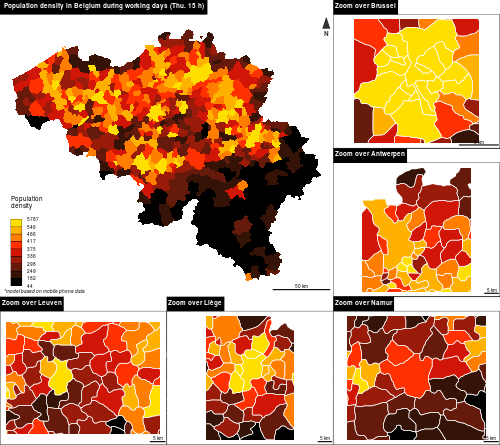 Population density in Belgium during working days (Thu. 15 h)
N
Population
density
5787
546
466
417
375
336
298
249
182
44
*model based on mobile phone data
50 km
Zoom over Brussel
5 km
Zoom over Antwerpen
5 km
Zoom over Leuven
5 km
Zoom over Liège
5 km
Zoom over Namur
5 km